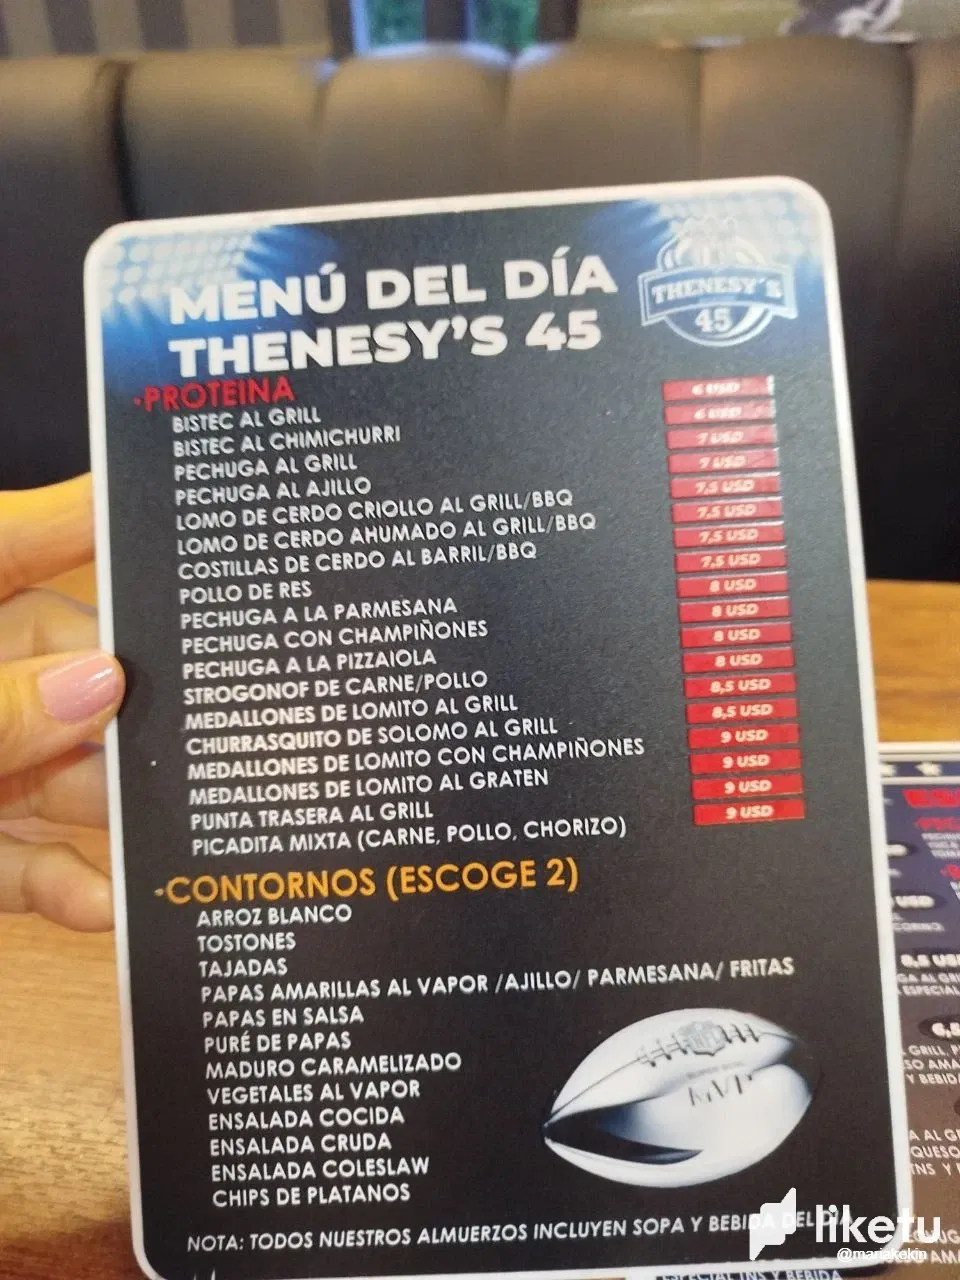 MENÚ DEL DÍA
THENESY'S 45
THENESY'S
45
·PROTEINA
BISTEC AL GRILL 6 USD
BISTEC AL CHIMICHURRI 6 USD
PECHUGA AL GRILL 7 USD
PECHUGA AL AJILLO 7 USD
LOMO DE CERDO CRIOLLO AL GRILL/BBQ 7,5 USD
LOMO DE CERDO AHUMADO AL GRILL/BBQ 7,5 USD
COSTILLAS DE CERDO AL BARRIL/BBQ 7,5 USD
POLLO DE RES 7,5 USD
PECHUGA A LA PARMESANA 8 USD
PECHUGA CON CHAMPIÑONES 8 USD
PECHUGA A LA PIZZAIOLA 8 USD
STROGONOF DE CARNE/POLLO 8 USD
MEDALLONES DE LOMITO AL GRILL 8,5 USD
CHURRASQUITO DE SOLOMO AL GRILL 8,5 USD
MEDALLONES DE LOMITO CON CHAMPIÑONES 9 USD
MEDALLONES DE LOMITO AL GRATEN 9 USD
PUNTA TRASERA AL GRILL 9 USD
PICADITA MIXTA (CARNE, POLLO, CHORIZO) 9 USD
·CONTORNOS (ESCOGE 2)
ARROZ BLANCO
TOSTONES
TAJADAS
PAPAS AMARILLAS AL VAPOR /AJILLO/ PARMESANA/ FRITAS
PAPAS EN SALSA
PURÉ DE PAPAS
MADURO CARAMELIZADO
VEGETALES AL VAPOR
ENSALADA COCIDA
ENSALADA CRUDA
ENSALADA COLESLAW
CHIPS DE PLATANOS
NFL
SUPER BOWL
MVP
NOTA: TODOS NUESTROS ALMUERZOS INCLUYEN SOPA Y BEBIDA DEL DÍA
liketu
@mariakekin